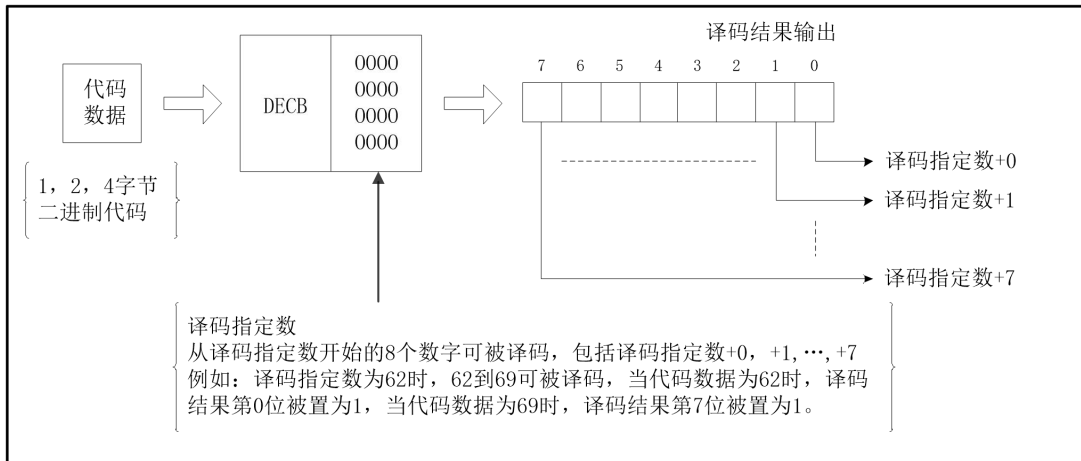 译码结果输出
7 6 5 4 3 2 1 0
代码
数据
DECB
0000
0000
0000
0000
1，2，4字节
二进制代码
译码指定数+0
译码指定数+1
译码指定数+7
译码指定数
从译码指定数开始的8个数字可被译码，包括译码指定数+0，+1,…,+7
例如：译码指定数为62时，62到69可被译码，当代码数据为62时，译码
结果第0位被置为1，当代码数据为69时，译码结果第7位被置为1。